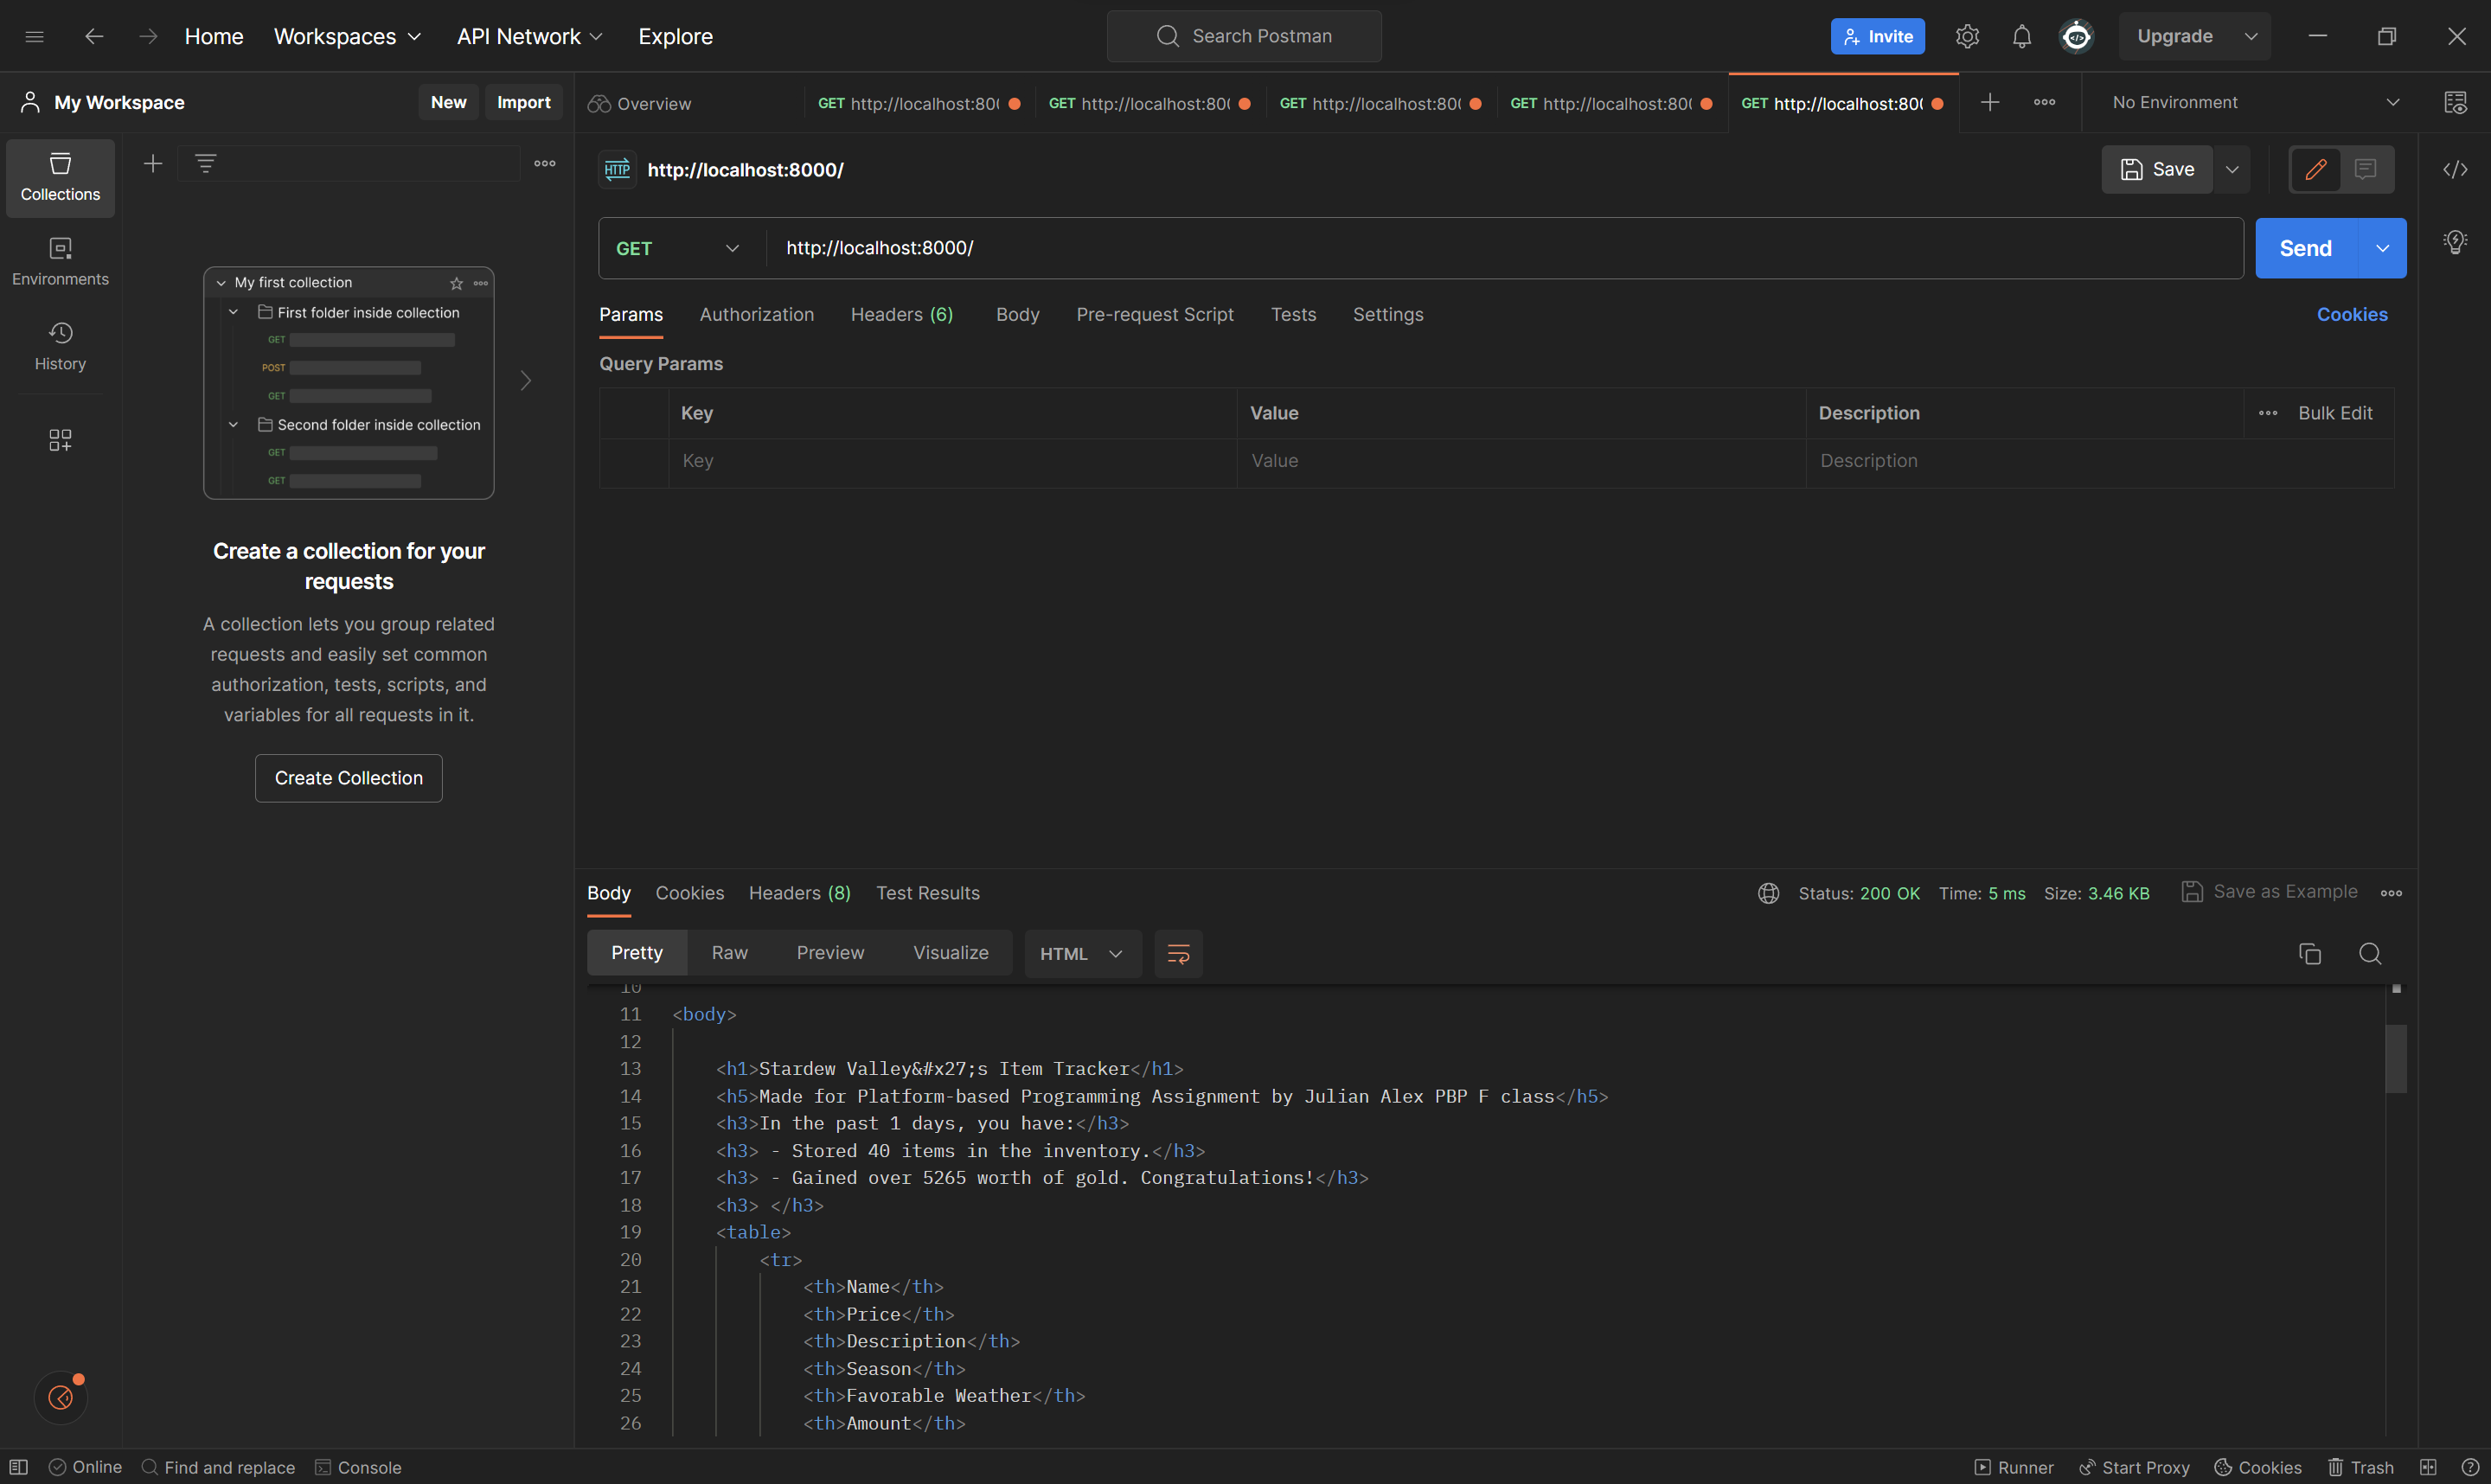 Home Workspaces API Network Explore Search Postman Invite Upgrade
My Workspace New Import Overview GET http://localhost:800 GET http://localhost:800 GET http://localhost:800 GET http://localhost:800 GET http://localhost:800 No Environment
Collections
Environments
History
My first collection
First folder inside collection
GET
POST
GET
Second folder inside collection
GET
GET
Create a collection for your
requests
A collection lets you group related
requests and easily set common
authorization, tests, scripts, and
variables for all requests in it.
Create Collection
HTTP http://localhost:8000/ Save
GET http://localhost:8000/ Send
Params Authorization Headers (6) Body Pre-request Script Tests Settings Cookies
Query Params
Key Value Description Bulk Edit
Key Value Description
Body Cookies Headers (8) Test Results Status: 200 OK Time: 5 ms Size: 3.46 KB Save as Example
Pretty Raw Preview Visualize HTML
10
11 <body>
12
13 <h1>Stardew Valley&#x27;s Item Tracker</h1>
14 <h5>Made for Platform-based Programming Assignment by Julian Alex PBP F class</h5>
15 <h3>In the past 1 days, you have:</h3>
16 <h3> - Stored 40 items in the inventory.</h3>
17 <h3> - Gained over 5265 worth of gold. Congratulations!</h3>
18 <h3> </h3>
19 <table>
20 <tr>
21 <th>Name</th>
22 <th>Price</th>
23 <th>Description</th>
24 <th>Season</th>
25 <th>Favorable Weather</th>
26 <th>Amount</th>
Online Find and replace Console Runner Start Proxy Cookies Trash